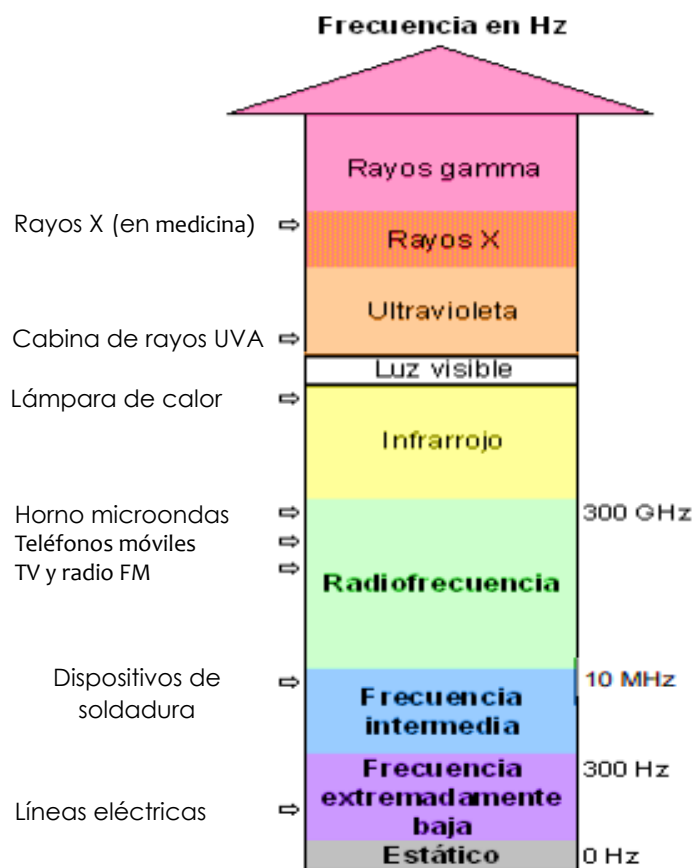 Frecuencia en Hz
Rayos gamma
Rayos X (en medicina)
Rayos X
Ultravioleta
Cabina de rayos UVA
Luz visible
Lámpara de calor
Infrarrojo
Horno microondas
300 GHz
Teléfonos móviles
TV y radio FM
Radiofrecuencia
Dispositivos de
soldadura
10 MHz
Frecuencia
intermedia
Frecuencia
extremadamente
baja
300 Hz
Líneas eléctricas
Estático
0 Hz